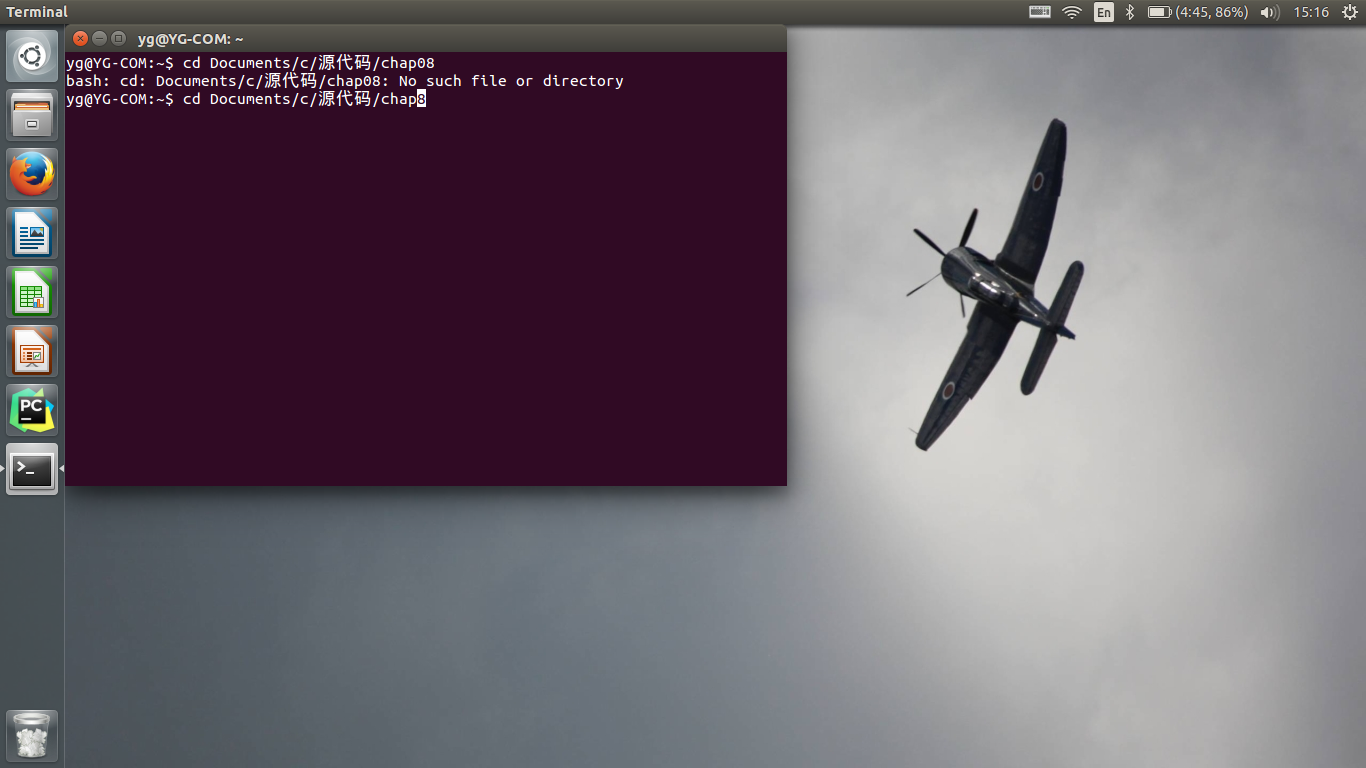 Terminal
En
(4:45, 86%)
15:16
yg@YG-COM: ~
yg@YG-COM:~$ cd Documents/c/源代码/chap08
bash: cd: Documents/c/源代码/chap08: No such file or directory
yg@YG-COM:~$ cd Documents/c/源代码/chap8
PC
>_